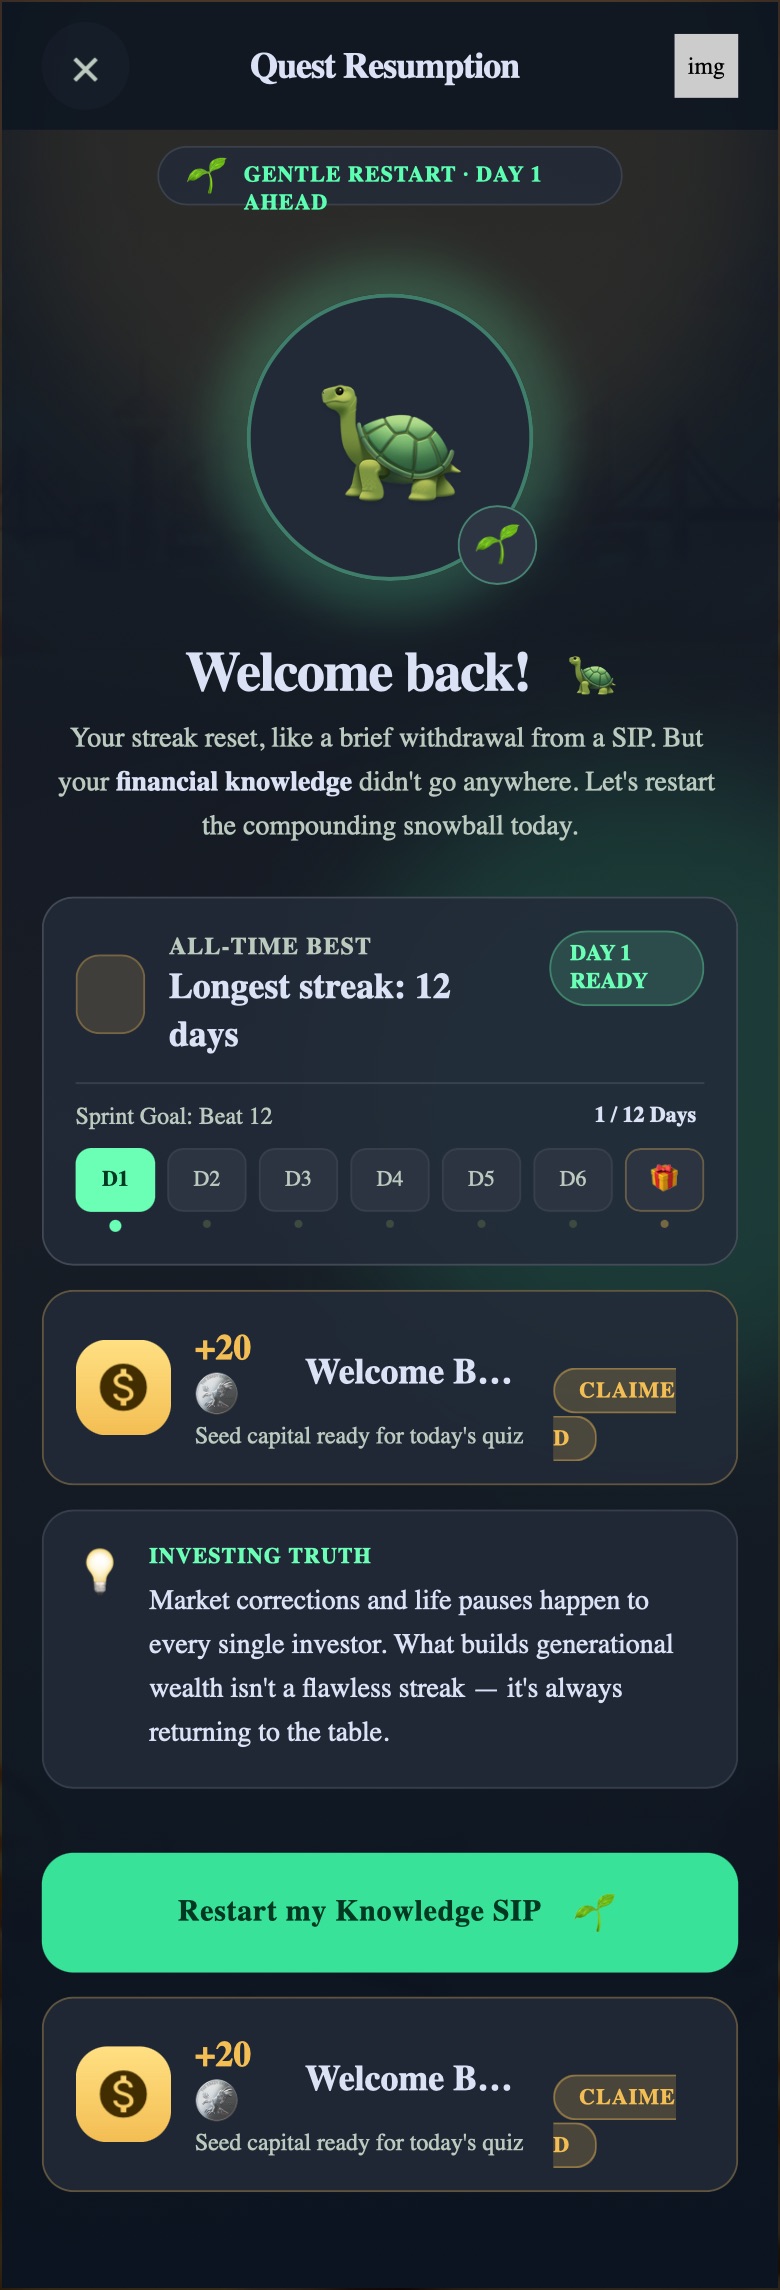 Quest Resumption
img
GENTLE RESTART · DAY 1
AHEAD
Welcome back!
Your streak reset, like a brief withdrawal from a SIP. But
your financial knowledge didn't go anywhere. Let's restart
the compounding snowball today.
ALL-TIME BEST
Longest streak: 12
days
DAY 1
READY
Sprint Goal: Beat 12
1 / 12 Days
D1
D2
D3
D4
D5
D6
+20
Welcome B...
Seed capital ready for today's quiz
CLAIME
D
INVESTING TRUTH
Market corrections and life pauses happen to
every single investor. What builds generational
wealth isn't a flawless streak — it's always
returning to the table.
Restart my Knowledge SIP
+20
Welcome B...
Seed capital ready for today's quiz
CLAIME
D